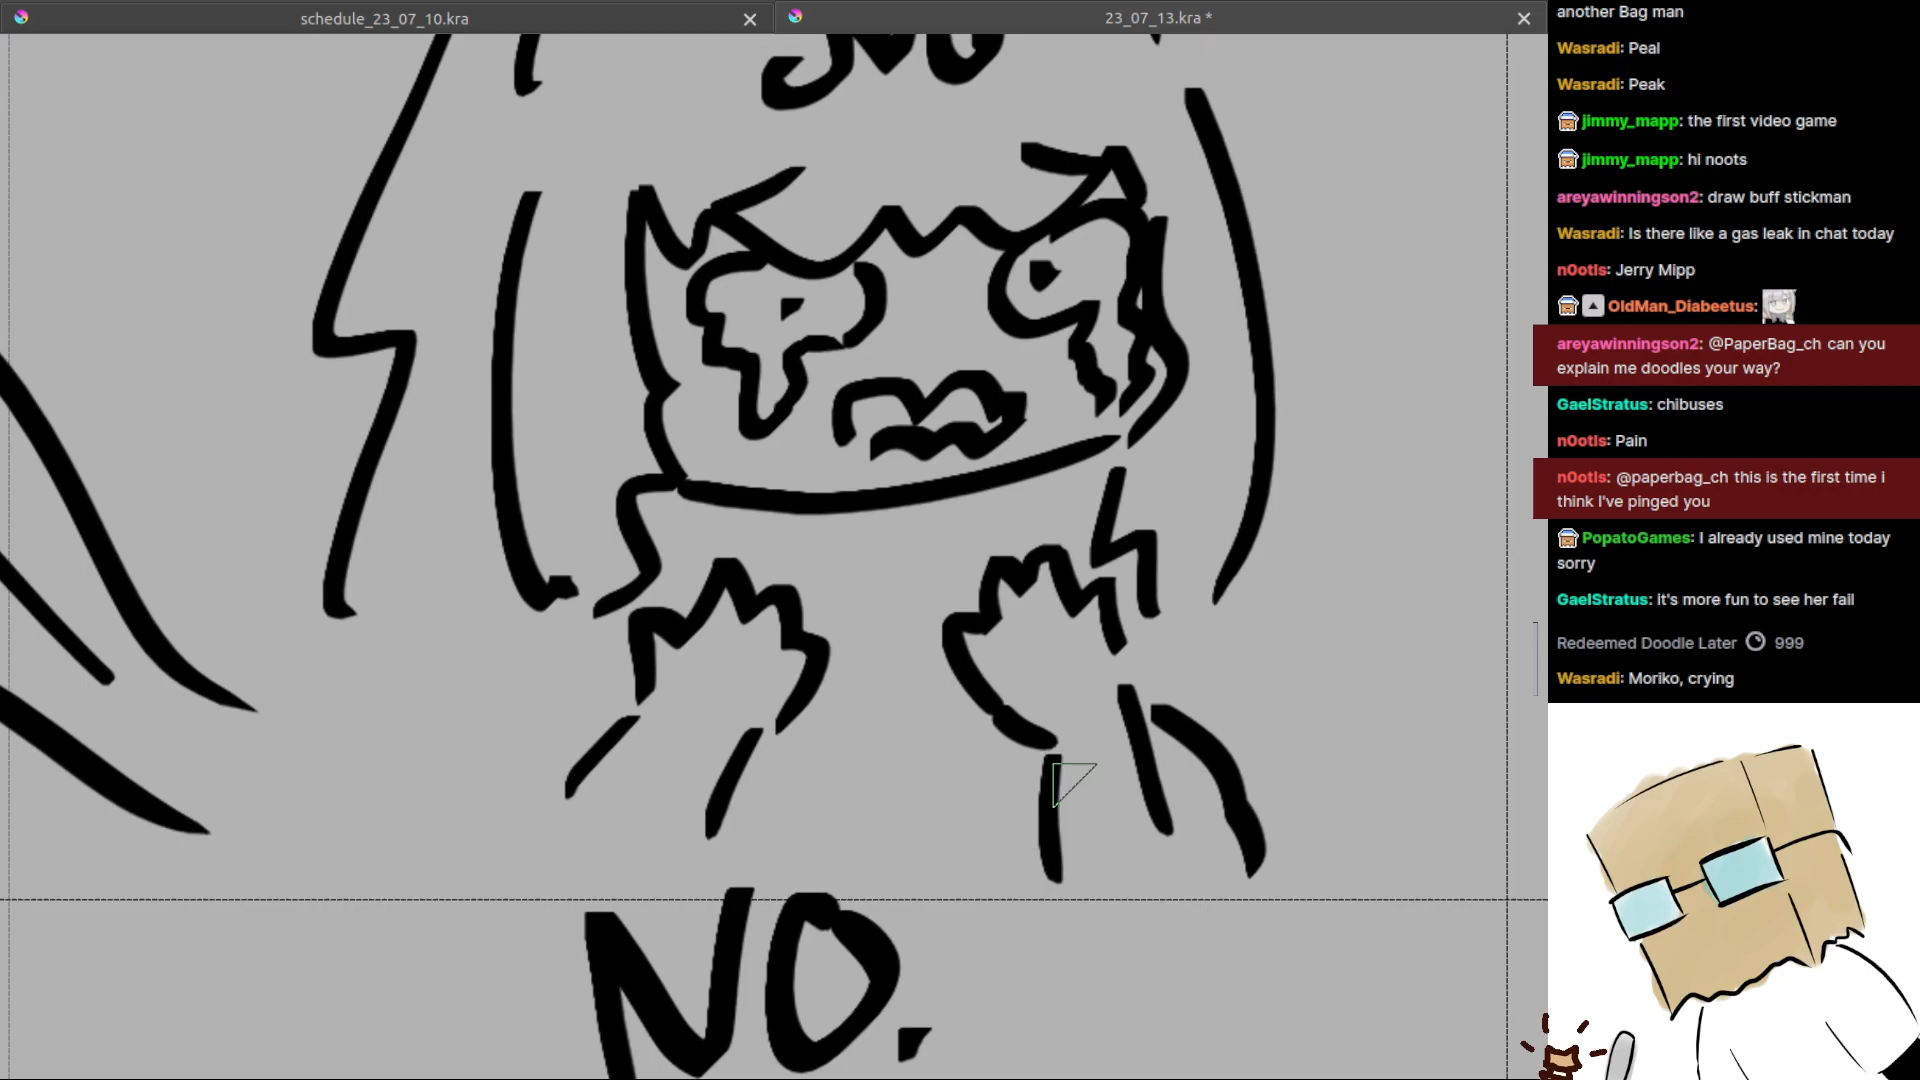 schedule_23_07_10.kra
23_07_13.kra *
another Bag man
Wasradi: Peal
Wasradi: Peak
jimmy_mapp: the first video game
jimmy_mapp: hi noots
areyawinningson2: draw buff stickman
Wasradi: Is there like a gas leak in chat today
n0otls: Jerry Mipp
OldMan_Diabeetus:
areyawinningson2: @PaperBag_ch can you
explain me doodles your way?
GaelStratus: chibuses
n0otls: Pain
n0otls: @paperbag_ch this is the first time i
think I've pinged you
PopatoGames: I already used mine today
sorry
GaelStratus: it's more fun to see her fail
Redeemed Doodle Later 999
Wasradi: Moriko, crying
NO.